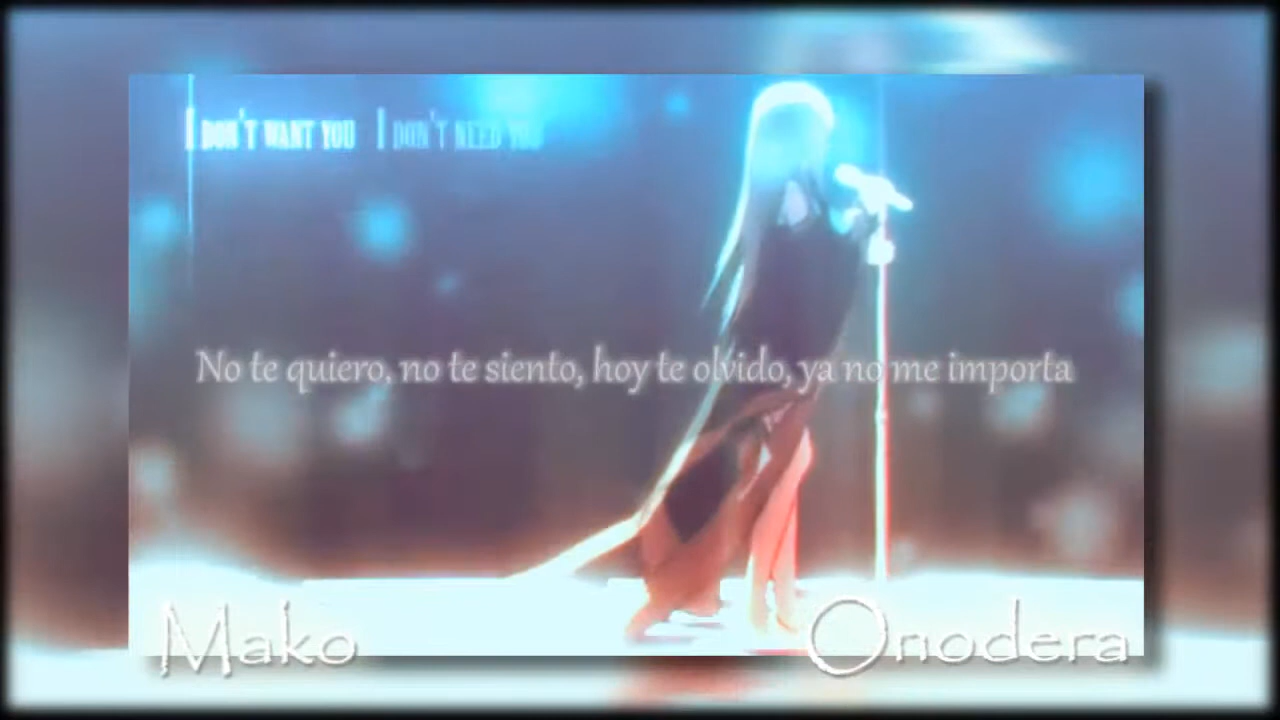 I DON'T WANT YOU I DON'T NEED YOU
No te quiero, no te siento, hoy te olvido, ya no me importa
Mako Onodera